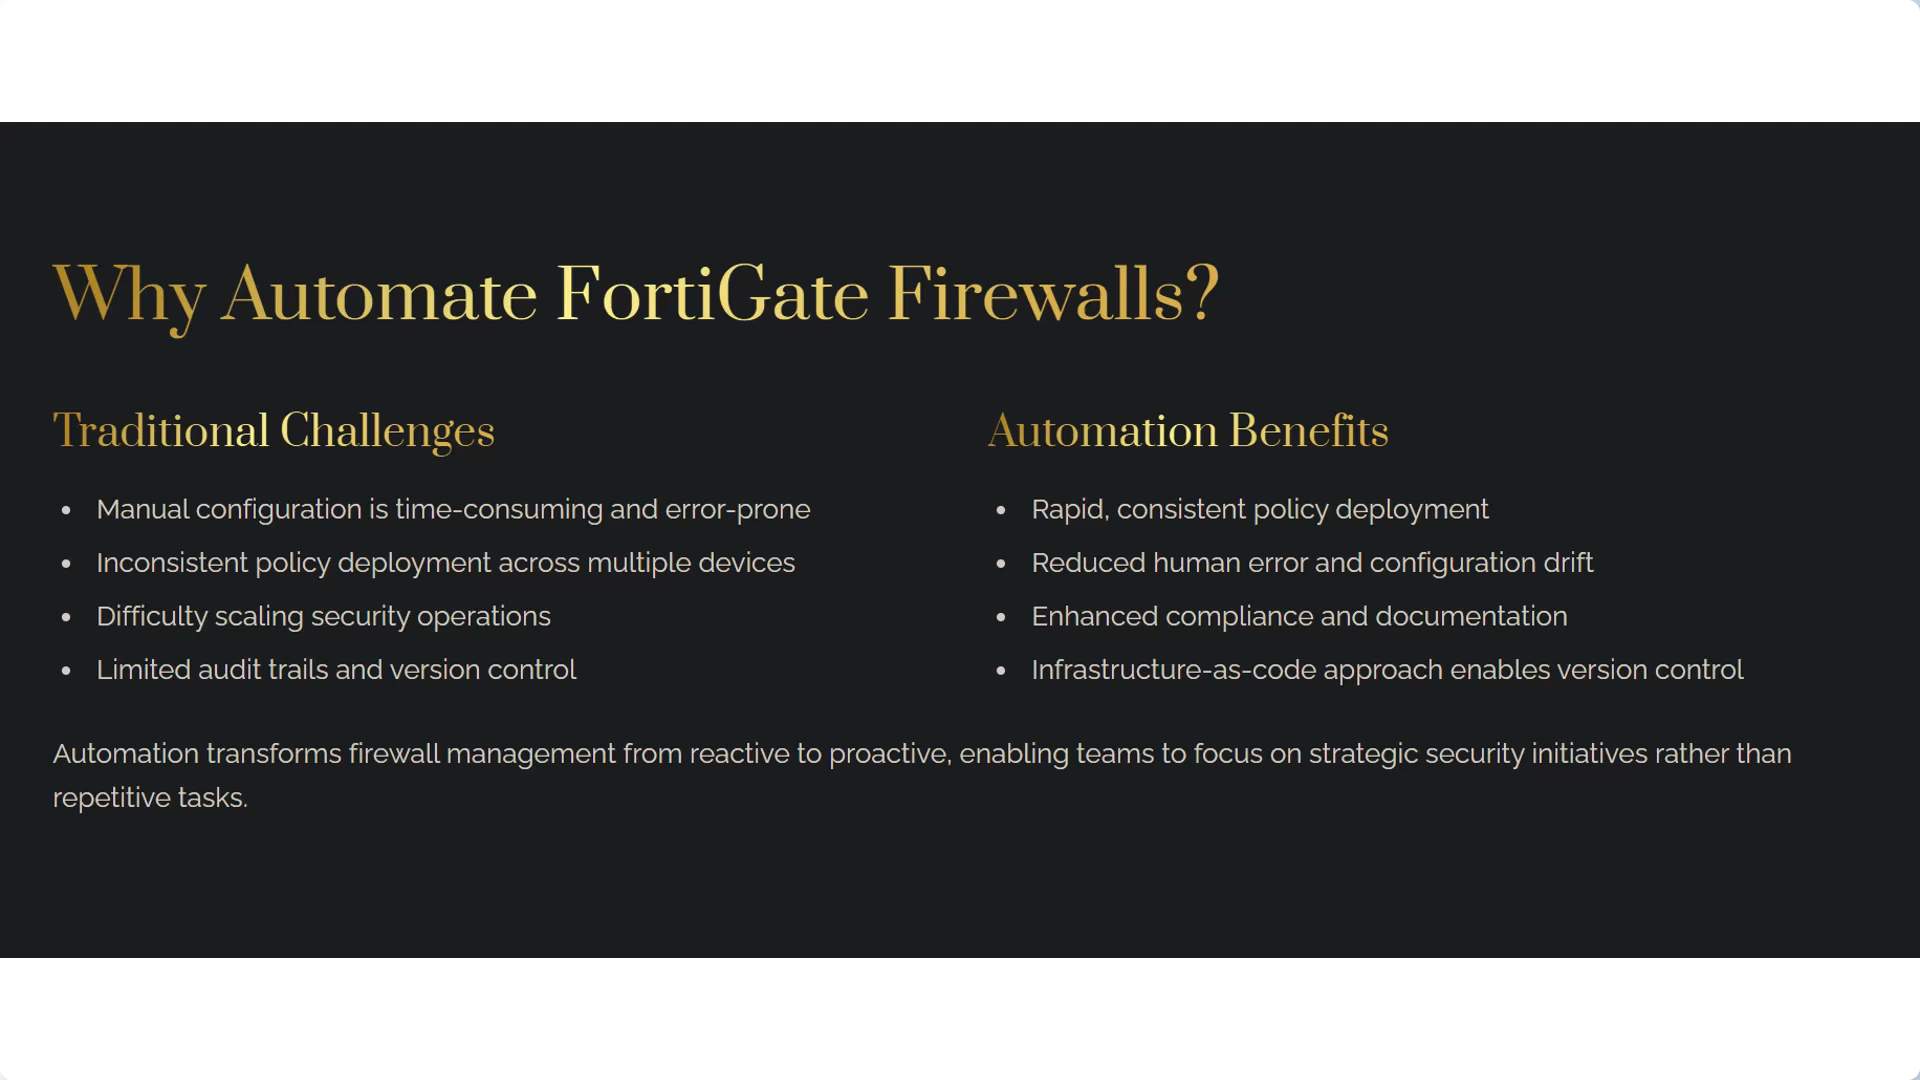 Why Automate FortiGate Firewalls?
Traditional Challenges
• Manual configuration is time-consuming and error-prone
• Inconsistent policy deployment across multiple devices
• Difficulty scaling security operations
• Limited audit trails and version control
Automation Benefits
• Rapid, consistent policy deployment
• Reduced human error and configuration drift
• Enhanced compliance and documentation
• Infrastructure-as-code approach enables version control
Automation transforms firewall management from reactive to proactive, enabling teams to focus on strategic security initiatives rather than
repetitive tasks.